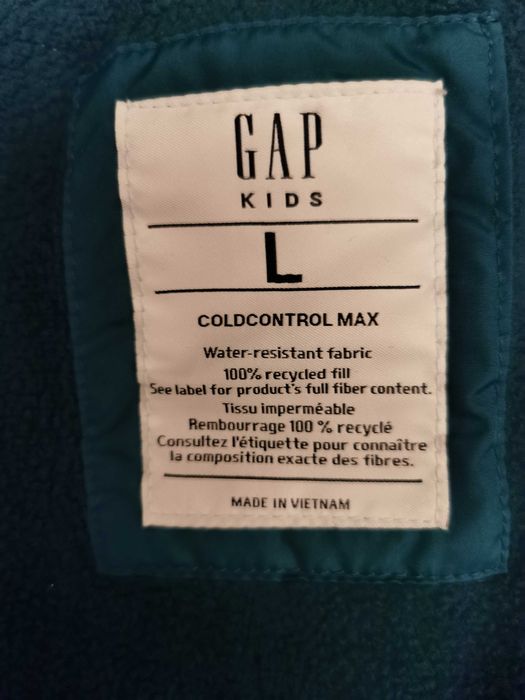 GAP
KIDS
L
COLDCONTROL MAX
Water-resistant fabric
100% recycled fill
See label for product's full fiber content.
Tissu imperméable
Rembourrage 100 % recyclé
Consultez l'étiquette pour connaître
la composition exacte des fibres.
MADE IN VIETNAM